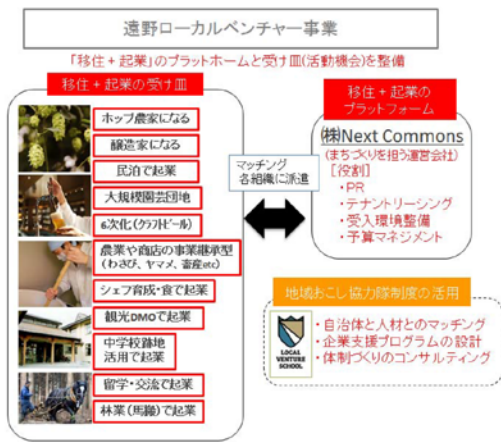 遠野ローカルベンチャー事業
「移住+起業」のプラットホームと受け皿(活動機会)を整備
移住+起業の受け皿
ホップ農家になる
醸造家になる
民泊で起業
大規模園芸団地
6次化(クラフトビール)
農業や商店の事業継承型
(わさび、ヤマメ、畜産etc)
シェフ育成・食で起業
観光DMOで起業
中学校跡地
活用で起業
留学・交流で起業
林業(馬搬)で起業
マッチング
各組織に派遣
移住+起業の
プラットフォーム
㈱Next Commons
(まちづくりを担う運営会社)
[役割]
・PR
・テナントリーシング
・受入環境整備
・予算マネジメント
地域おこし協力隊制度の活用
LOCAL
VENTURE
SCHOOL
・自治体と人材とのマッチング
・企業支援プログラムの設計
・体制づくりのコンサルティング